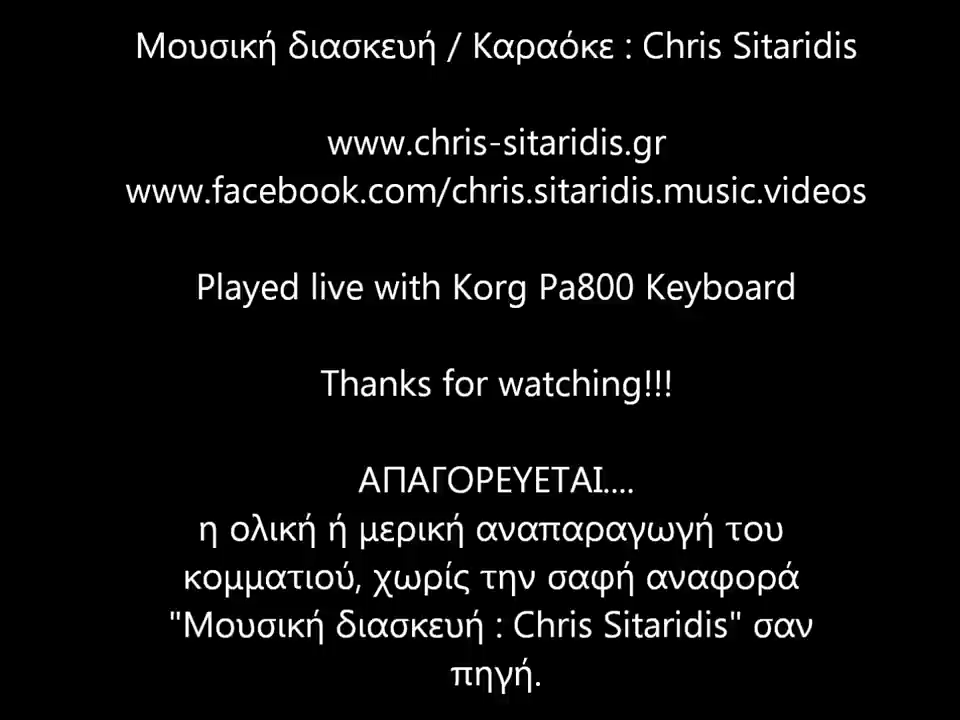 Μουσική διασκευή / Καραόκε : Chris Sitaridis
www.chris-sitaridis.gr
www.facebook.com/chris.sitaridis.music.videos
Played live with Korg Pa800 Keyboard
Thanks for watching!!!
ΑΠΑΓΟΡΕΥΕΤΑΙ....
η ολική ή μερική αναπαραγωγή του
κομματιού, χωρίς την σαφή αναφορά
"Μουσική διασκευή : Chris Sitaridis" σαν
πηγή.